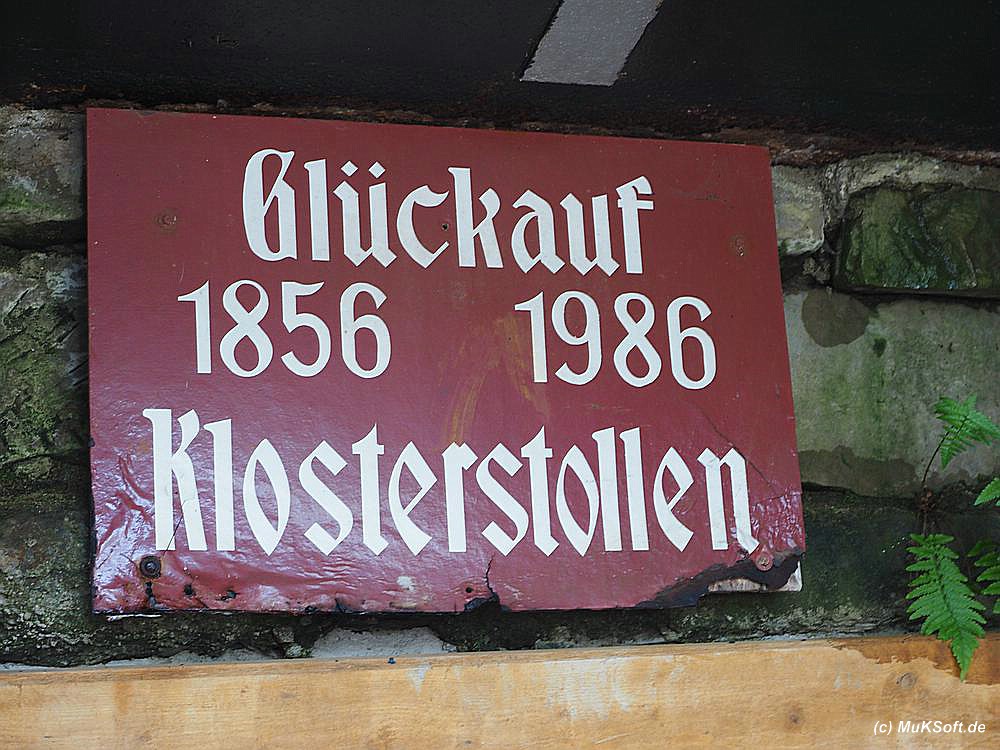 Glückauf
1856 1986
Klosterstollen
(c) MuKSoft.de